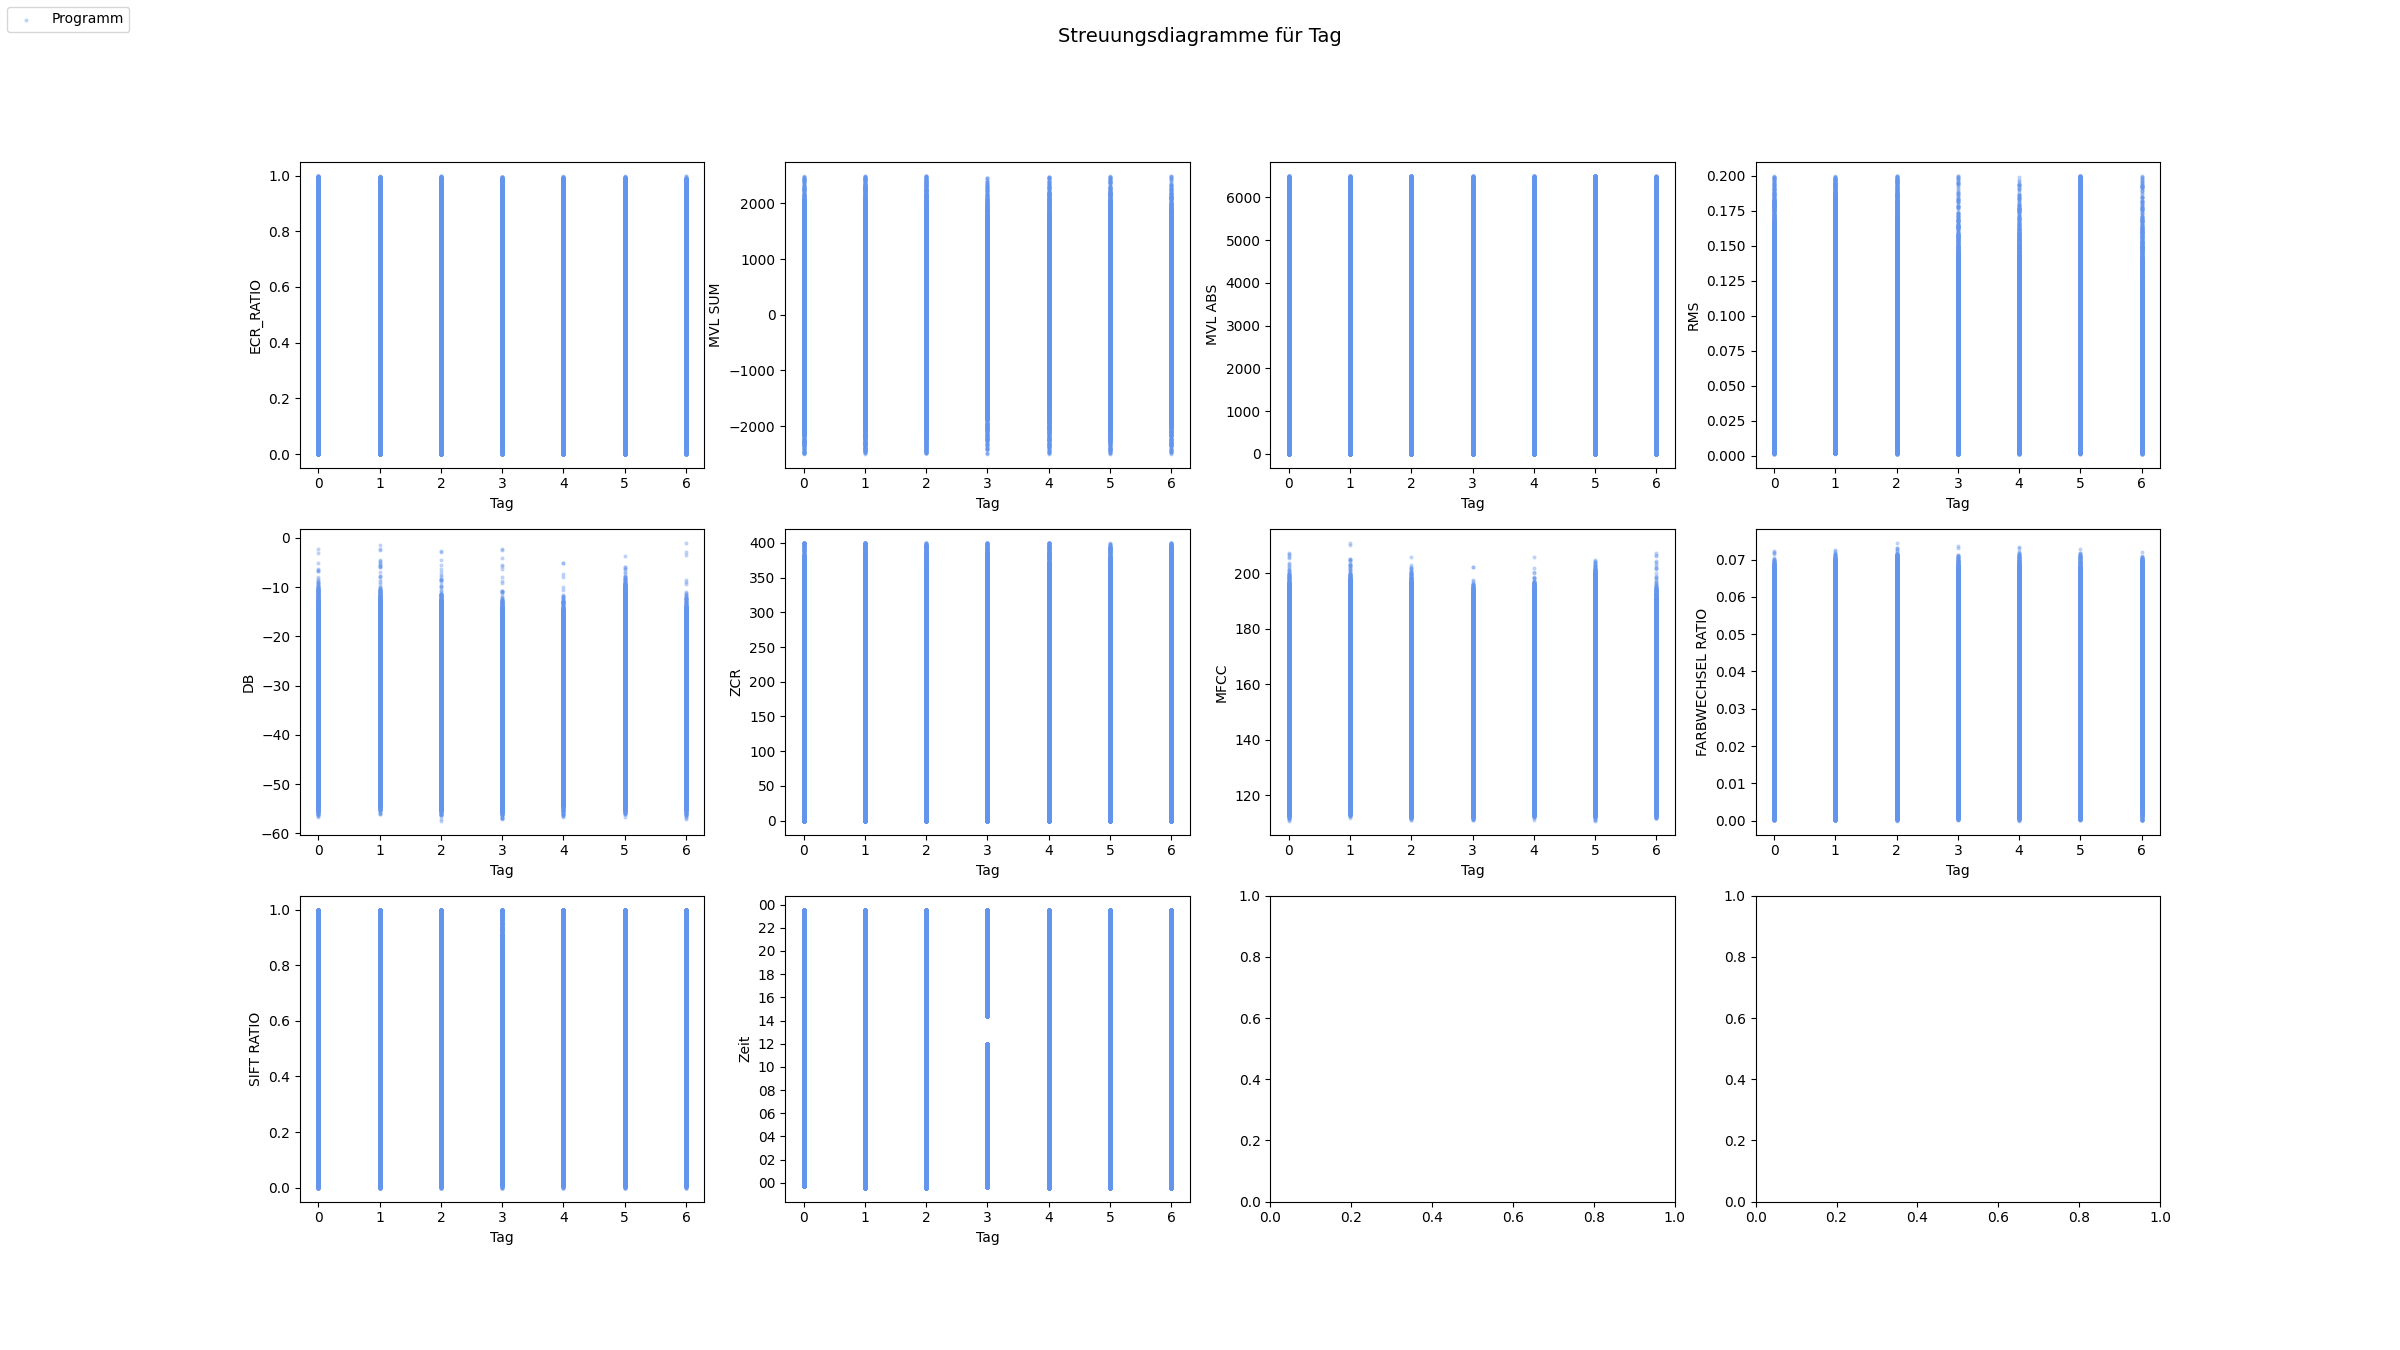 Programm
Streuungsdiagramme für Tag
1.0
0.8
0.6
0.4
0.2
0.0
ECR_RATIO
0 1 2 3 4 5 6
Tag
2000
1000
0
−1000
−2000
MVL SUM
0 1 2 3 4 5 6
Tag
6000
5000
4000
3000
2000
1000
0
MVL ABS
0 1 2 3 4 5 6
Tag
0.200
0.175
0.150
0.125
0.100
0.075
0.050
0.025
0.000
RMS
0 1 2 3 4 5 6
Tag
0
−10
−20
−30
−40
−50
−60
DB
0 1 2 3 4 5 6
Tag
400
350
300
250
200
150
100
50
0
ZCR
0 1 2 3 4 5 6
Tag
200
180
160
140
120
MFCC
0 1 2 3 4 5 6
Tag
0.07
0.06
0.05
0.04
0.03
0.02
0.01
0.00
FARBWECHSEL RATIO
0 1 2 3 4 5 6
Tag
1.0
0.8
0.6
0.4
0.2
0.0
SIFT RATIO
0 1 2 3 4 5 6
Tag
00
22
20
18
16
14
12
10
08
06
04
02
00
Zeit
0 1 2 3 4 5 6
Tag
1.0
0.8
0.6
0.4
0.2
0.0
0.0 0.2 0.4 0.6 0.8 1.0
1.0
0.8
0.6
0.4
0.2
0.0
0.0 0.2 0.4 0.6 0.8 1.0